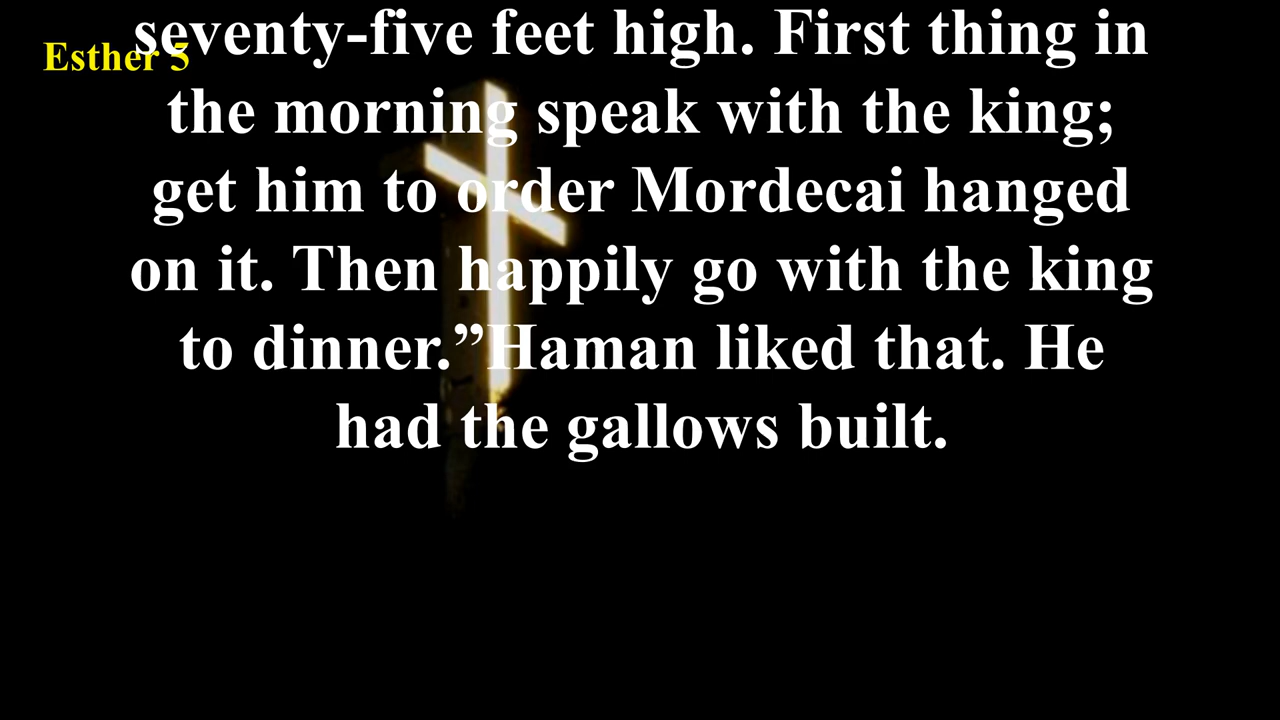 seventy-five feet high. First thing in
Esther 5
the morning speak with the king;
get him to order Mordecai hanged
on it. Then happily go with the king
to dinner.”Haman liked that. He
had the gallows built.